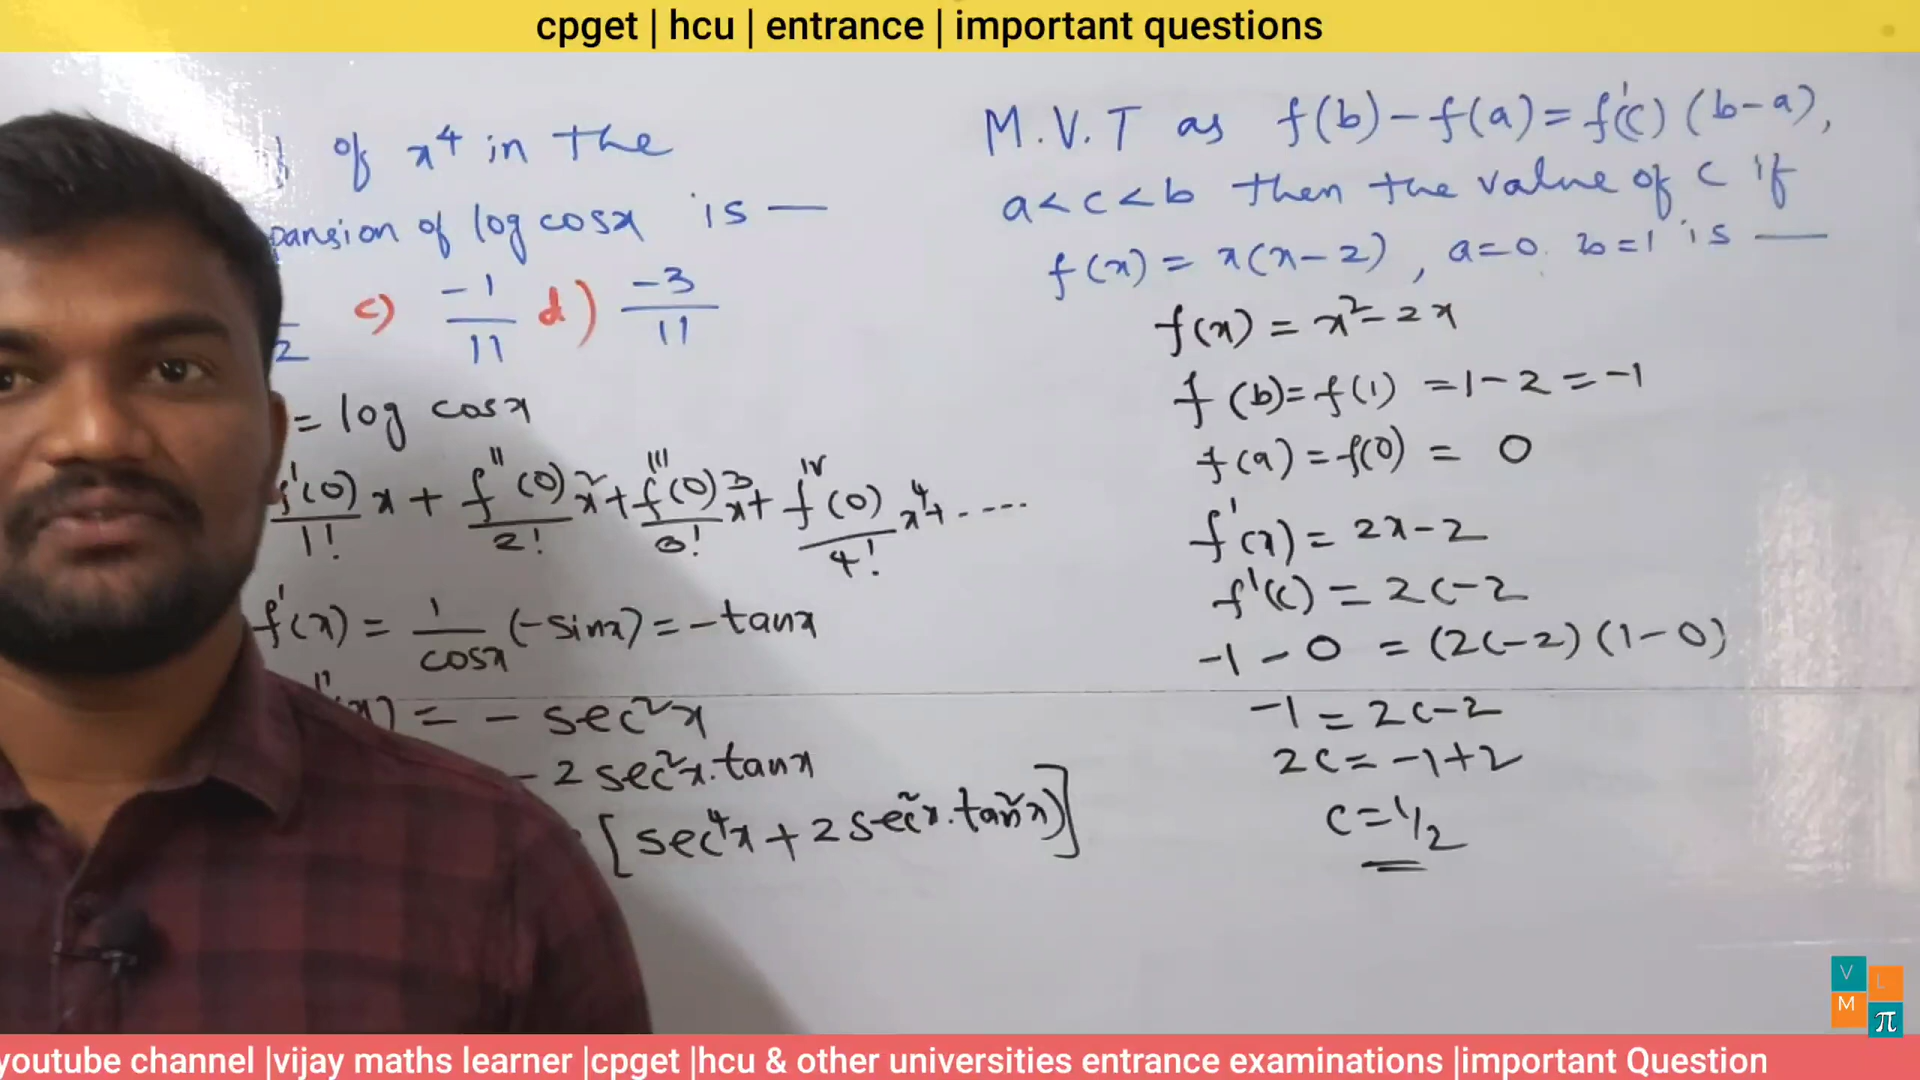 cpget | hcu | entrance | important questions
of x⁴ in the
pansion of log cosx is —
2 c) -1/11 d) -3/11
= log cosx
f'(0)/1! x + f''(0)/2! x² + f'''(0)/3! x³ + fⁱᵛ(0)/4! x⁴ + ....
f'(x) = 1/cosx (-sinx) = -tanx
= - sec²x
- 2 sec²x.tanx
[sec⁴x + 2 sec²x.tan²x]
M.V.T as f(b) - f(a) = f'(c) (b-a),
a < c < b then the value of c if
f(x) = x(x-2), a=0. b=1 is —
f(x) = x² - 2x
f(b) = f(1) = 1-2 = -1
f(a) = f(0) = 0
f'(x) = 2x-2
f'(c) = 2c-2
-1 - 0 = (2c-2) (1-0)
-1 = 2c-2
2c = -1+2
c = 1/2
V L
M π
youtube channel |vijay maths learner |cpget |hcu & other universities entrance examinations |important Question